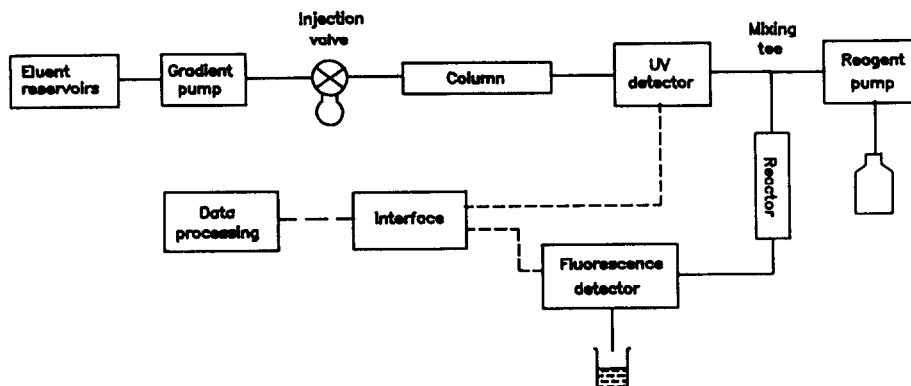 Injection
valve
Mixing
tee
Eluent
reservoirs
Gradient
pump
Column
UV
detector
Reagent
pump
Reactor
Data
processing
Interface
Fluorescence
detector